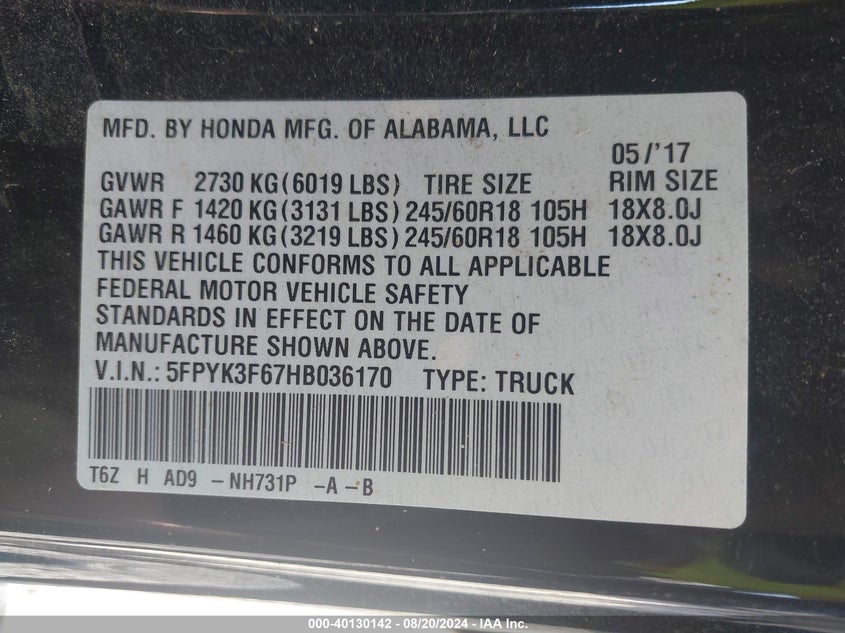 MFD. BY HONDA MFG. OF ALABAMA, LLC
05/'17
GVWR 2730 KG(6019 LBS) TIRE SIZE RIM SIZE
GAWR F 1420 KG(3131 LBS) 245/60R18 105H 18X8.0J
GAWR R 1460 KG(3219 LBS) 245/60R18 105H 18X8.0J
THIS VEHICLE CONFORMS TO ALL APPLICABLE
FEDERAL MOTOR VEHICLE SAFETY
STANDARDS IN EFFECT ON THE DATE OF
MANUFACTURE SHOWN ABOVE.
V.I.N.: 5FPYK3F67HB036170 TYPE: TRUCK
T6Z H AD9 -NH731P -A-B
000-40130142 - 08/20/2024 - IAA Inc.